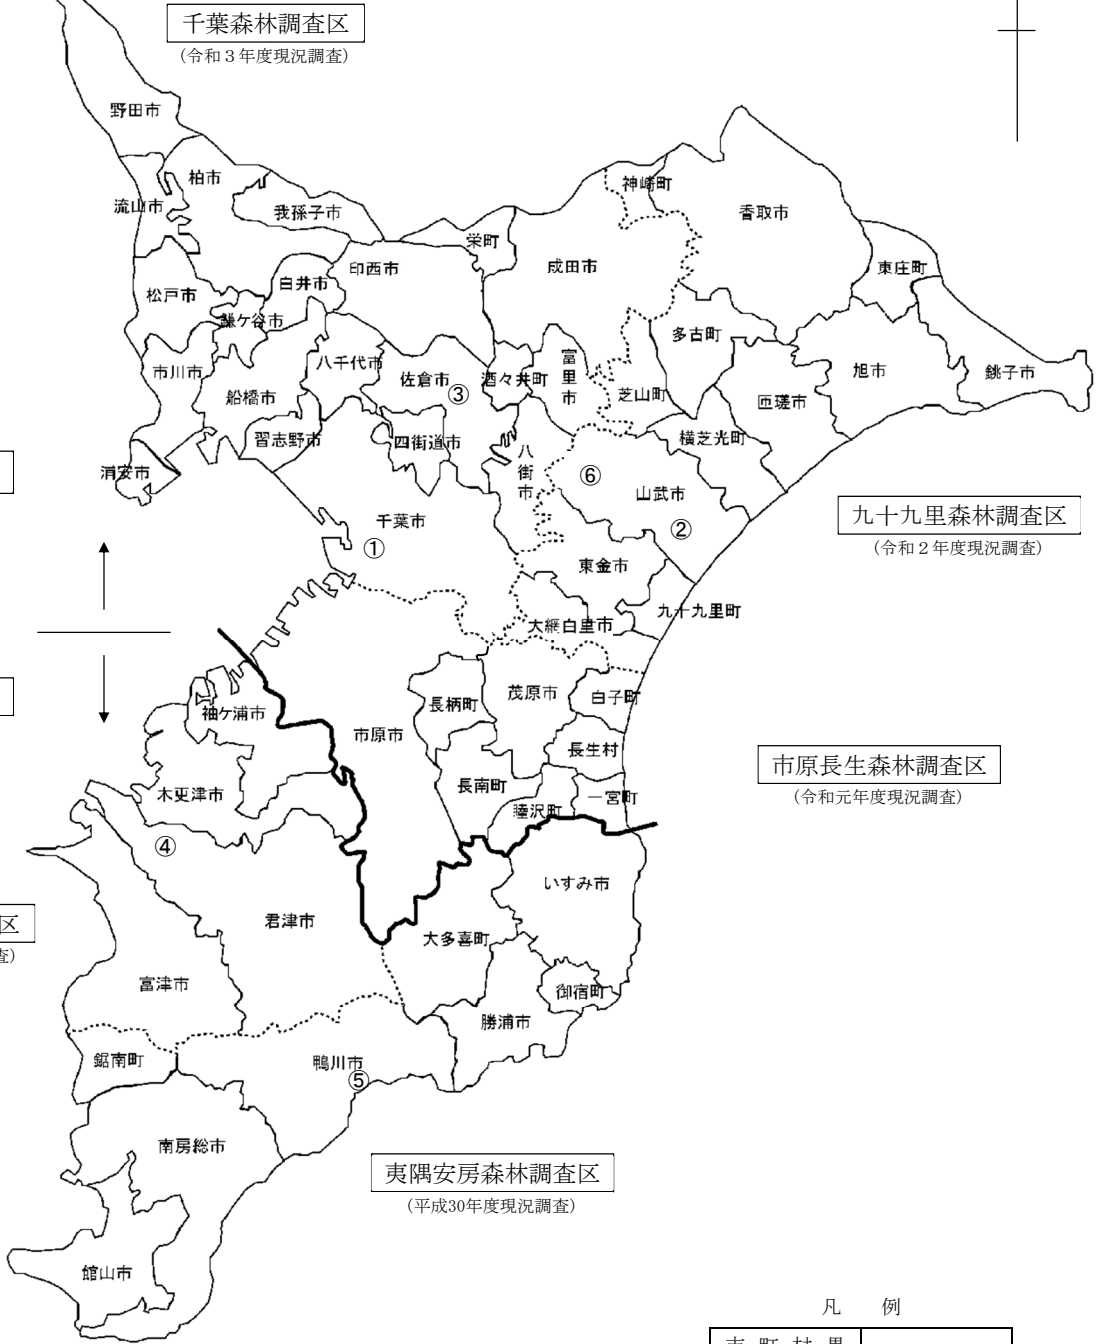 千葉森林調査区
(令和３年度現況調査)
野田市
柏市
流山市
我孫子市
神崎町
香取市
栄町
成田市
印西市
東庄町
白井市
松戸市
鎌ケ谷市
多古町
八千代市
富里市
市川市
佐倉市
③
酒々井町
旭市
銚子市
船橋市
芝山町
匝瑳市
習志野市
四街道市
横芝光町
浦安市
八街市
⑥
山武市
②
千葉市
①
九十九里森林調査区
(令和２年度現況調査)
東金市
九十九里町
大網白里市
茂原市
白子町
長柄町
袖ケ浦市
市原市
長生村
市原長生森林調査区
(令和元年度現況調査)
長南町
木更津市
一宮町
睦沢町
④
いすみ市
君津市
大多喜町
区
査)
富津市
御宿町
勝浦市
鋸南町
鴨川市
⑤
南房総市
夷隅安房森林調査区
(平成30年度現況調査)
館山市
凡　例
市 町 村 界